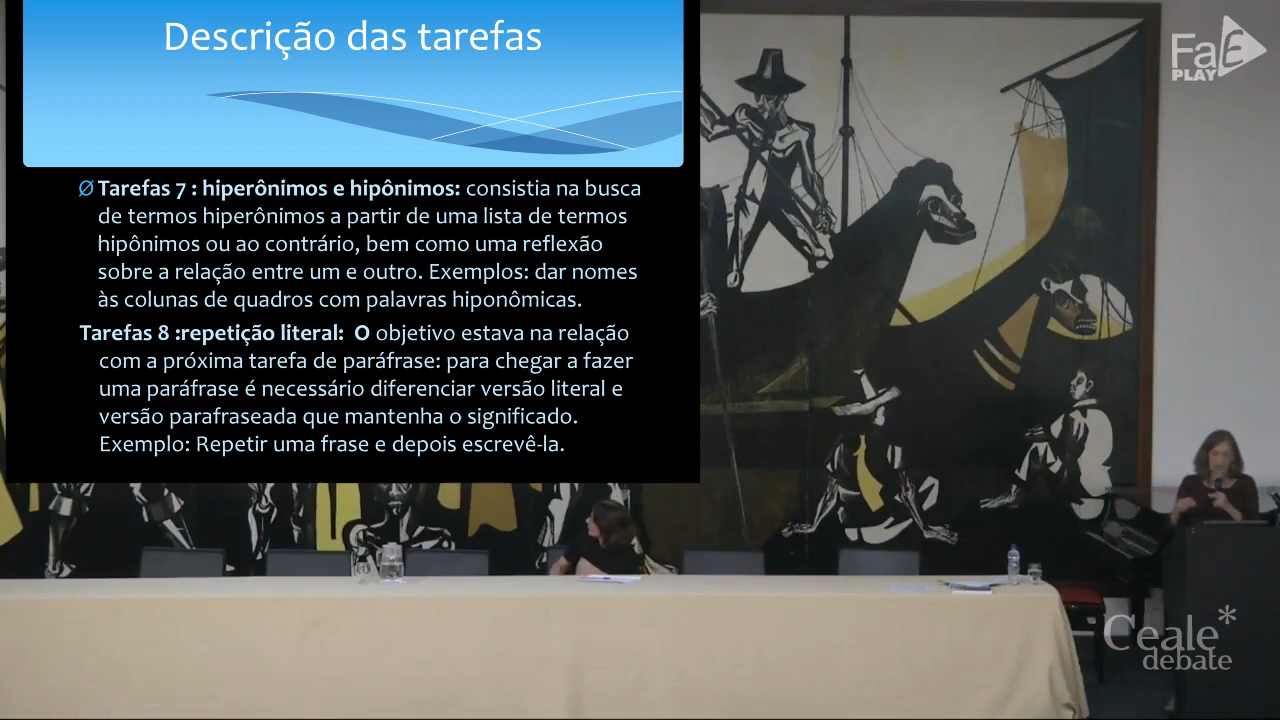 Descrição das tarefas
Ø Tarefas 7 : hiperônimos e hipônimos: consistia na busca
de termos hiperônimos a partir de uma lista de termos
hipônimos ou ao contrário, bem como uma reflexão
sobre a relação entre um e outro. Exemplos: dar nomes
às colunas de quadros com palavras hiponômicas.
Tarefas 8 :repetição literal: O objetivo estava na relação
com a próxima tarefa de paráfrase: para chegar a fazer
uma paráfrase é necessário diferenciar versão literal e
versão parafraseada que mantenha o significado.
Exemplo: Repetir uma frase e depois escrevê-la.
FaE
PLAY
Ceale*
debate